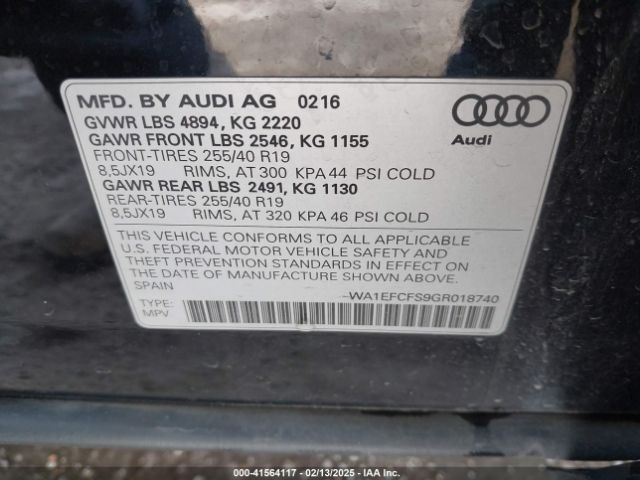 MFD. BY AUDI AG 0216
GVWR LBS 4894, KG 2220
GAWR FRONT LBS 2546, KG 1155
FRONT-TIRES 255/40 R19
8,5JX19 RIMS, AT 300 KPA 44 PSI COLD
GAWR REAR LBS 2491, KG 1130
REAR-TIRES 255/40 R19
8,5JX19 RIMS, AT 320 KPA 46 PSI COLD
Audi
THIS VEHICLE CONFORMS TO ALL APPLICABLE
U.S. FEDERAL MOTOR VEHICLE SAFETY AND
THEFT PREVENTION STANDARDS IN EFFECT ON
THE DATE OF MANUFACTURE SHOWN ABOVE.
SPAIN
WA1EFCFS9GR018740
TYPE:
MPV
000-41564117 02/13/2025 IAAI.COM